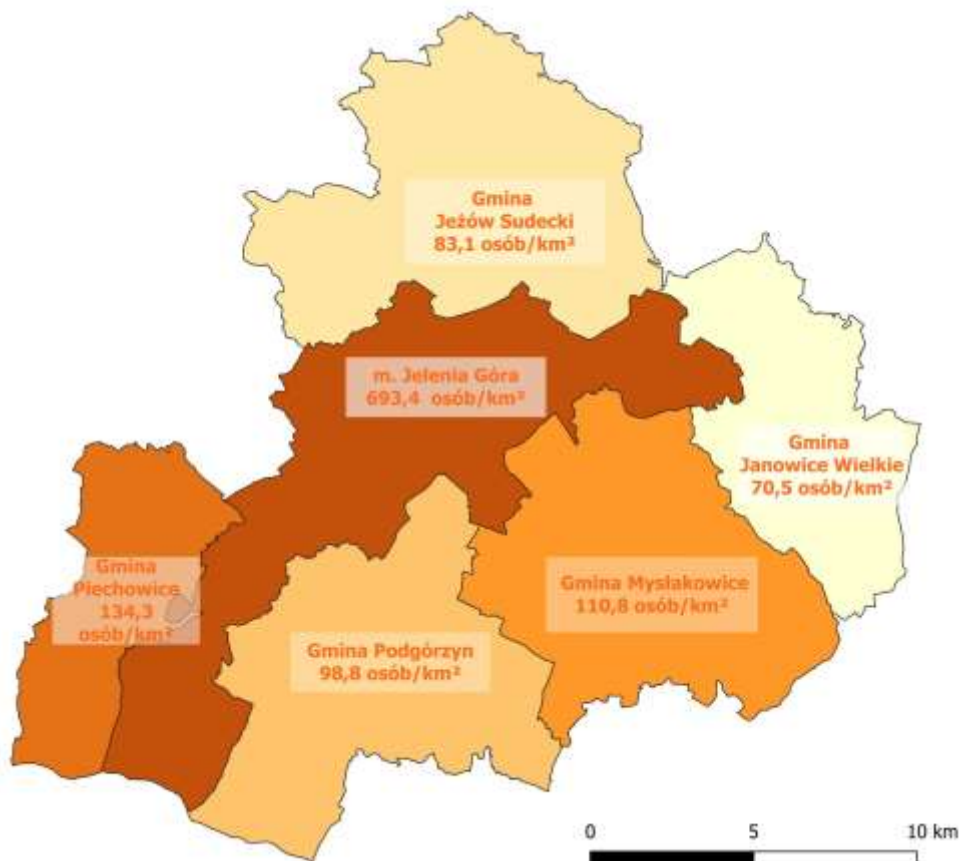 Gmina
Jeżów Sudecki
83,1 osób/km²
m. Jelenia Góra
693,4 osób/km²
Gmina
Janowice Wielkie
70,5 osób/km²
Gmina
Piechowice
134,3
osób/km²
Gmina Mysłakowice
110,8 osób/km²
Gmina Podgórzyn
98,8 osób/km²
0 5 10 km